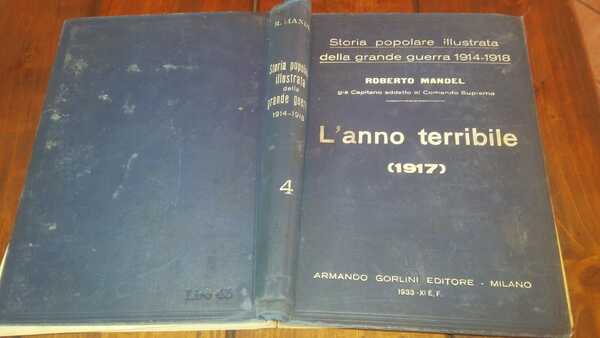 Storia popolare illustrata
della grande guerra 1914-1918
ROBERTO MANDEL
già Capitano addetto al Comando Supremo
L'anno terribile
(1917)
ARMANDO GORLINI EDITORE - MILANO
1933-XI E.F.
Storia popolare
illustrata
della
grande guerra
1914-1918
4